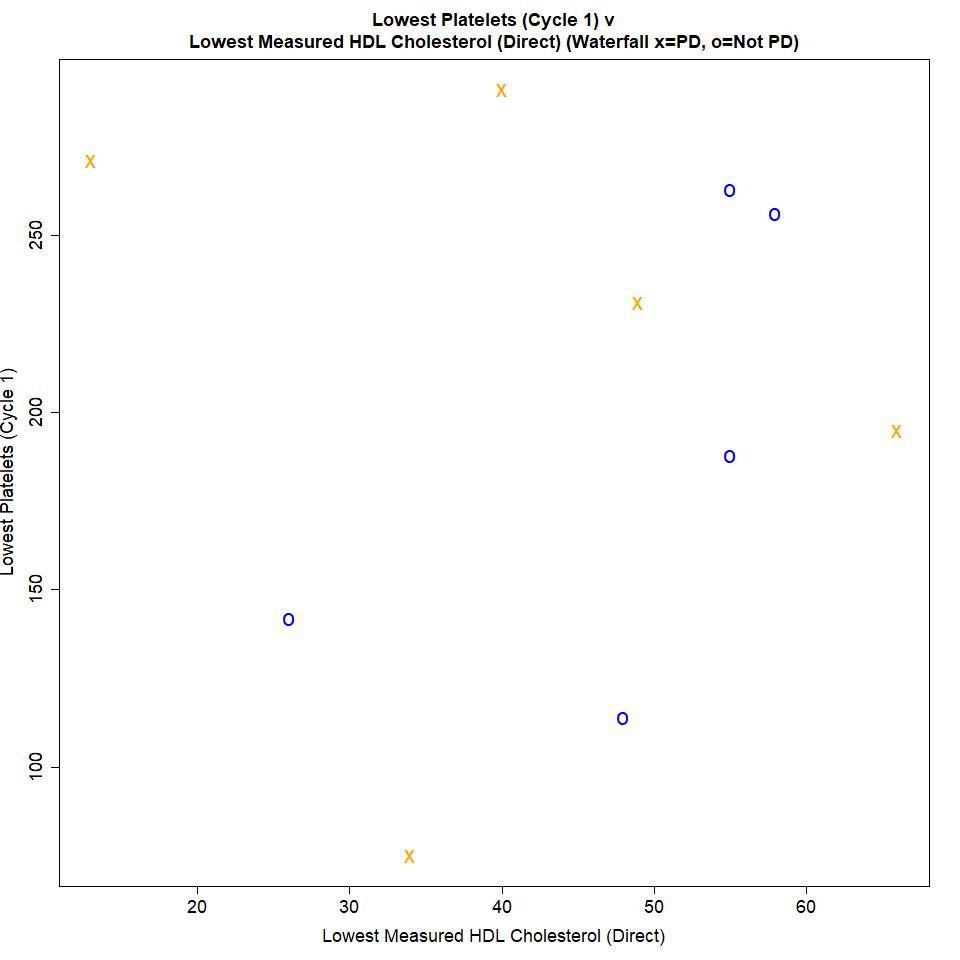 Lowest Platelets (Cycle 1) v
Lowest Measured HDL Cholesterol (Direct) (Waterfall x=PD, o=Not PD)
Lowest Platelets (Cycle 1)
250
200
150
100
X
X
O
O
X
X
O
O
O
X
20 30 40 50 60
Lowest Measured HDL Cholesterol (Direct)